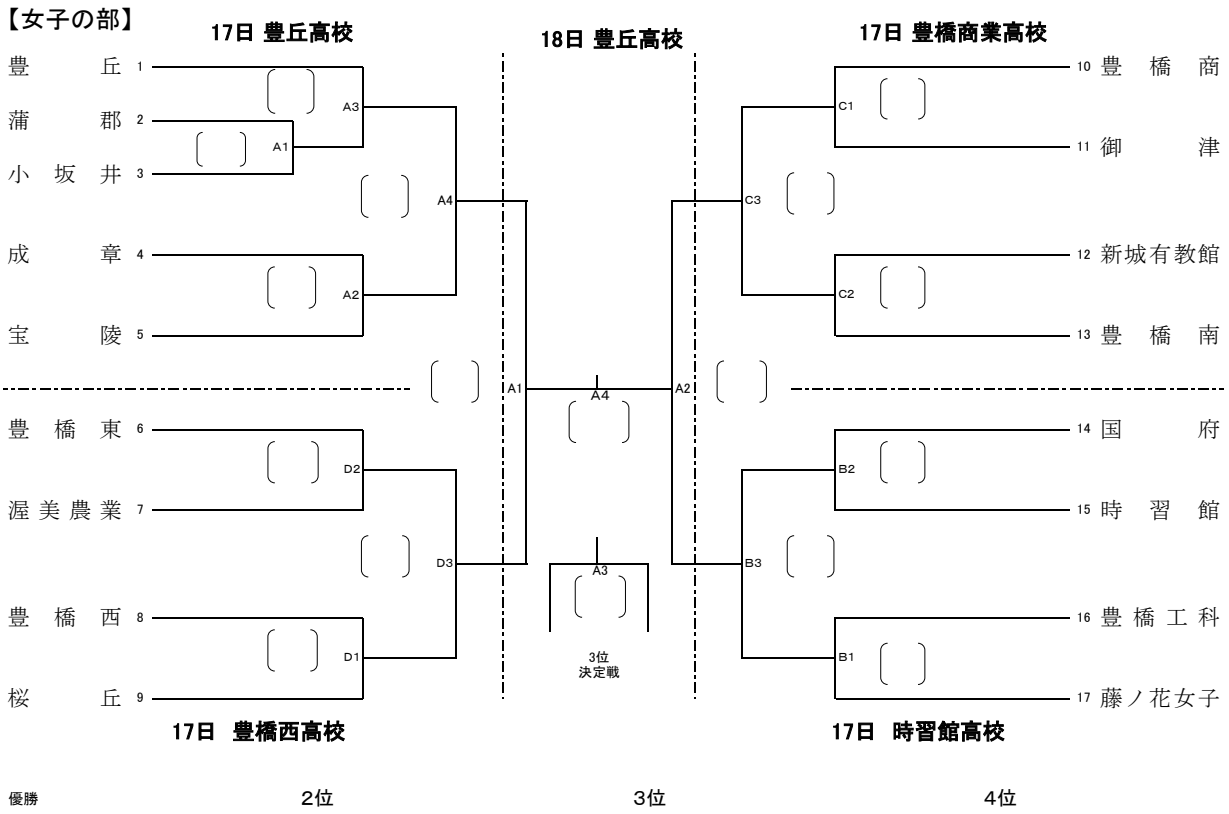 【女子の部】
17日 豊丘高校
18日 豊丘高校
17日 豊橋商業高校
豊丘 1
蒲郡 2
小坂井 3
成章 4
宝陵 5
A3
A1
A4
A2
10 豊橋商
11 御津
12 新城有教館
13 豊橋南
C1
C3
C2
A1
A4
A2
豊橋東 6
渥美農業 7
豊橋西 8
桜丘 9
D2
D3
D1
A3
3位
決定戦
14 国府
15 時習館
16 豊橋工科
17 藤ノ花女子
B2
B3
B1
17日 豊橋西高校
17日 時習館高校
優勝
2位
3位
4位